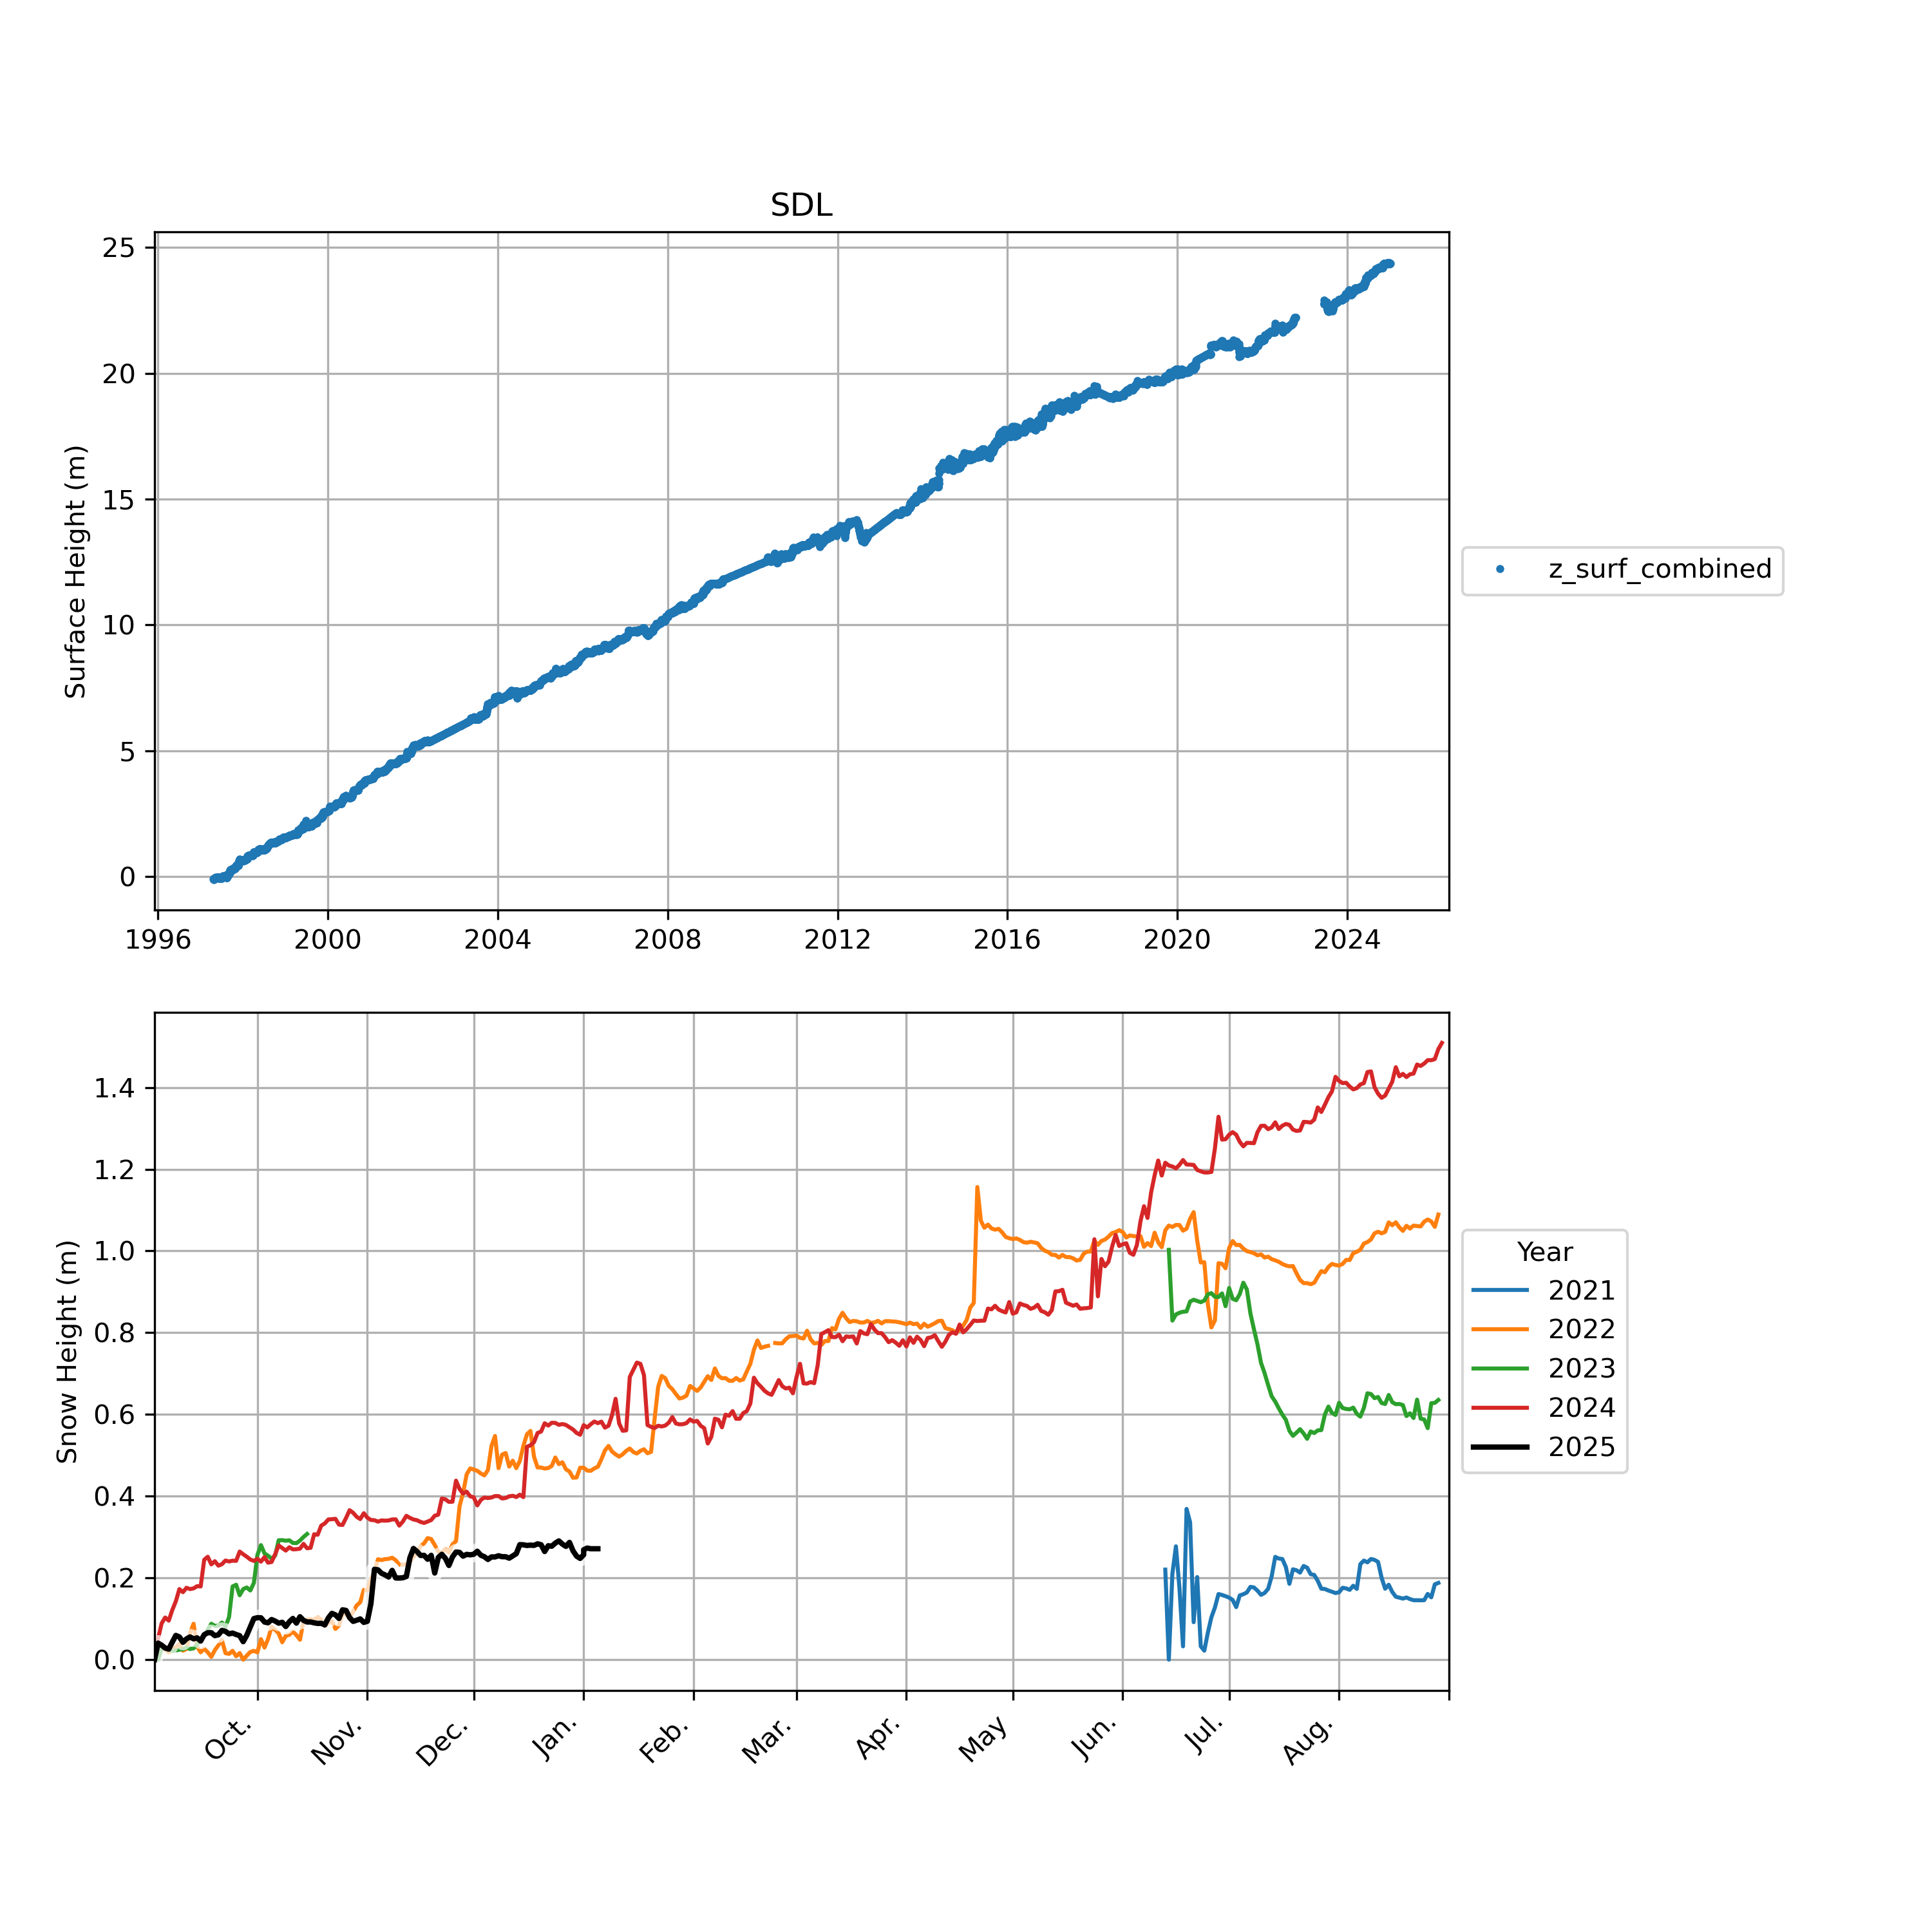 SDL
25
20
15
10
5
0
Surface Height (m)
1996 2000 2004 2008 2012 2016 2020 2024
z_surf_combined
1.4
1.2
1.0
0.8
0.6
0.4
0.2
0.0
Snow Height (m)
Oct. Nov. Dec. Jan. Feb. Mar. Apr. May Jun. Jul. Aug.
Year
2021
2022
2023
2024
2025